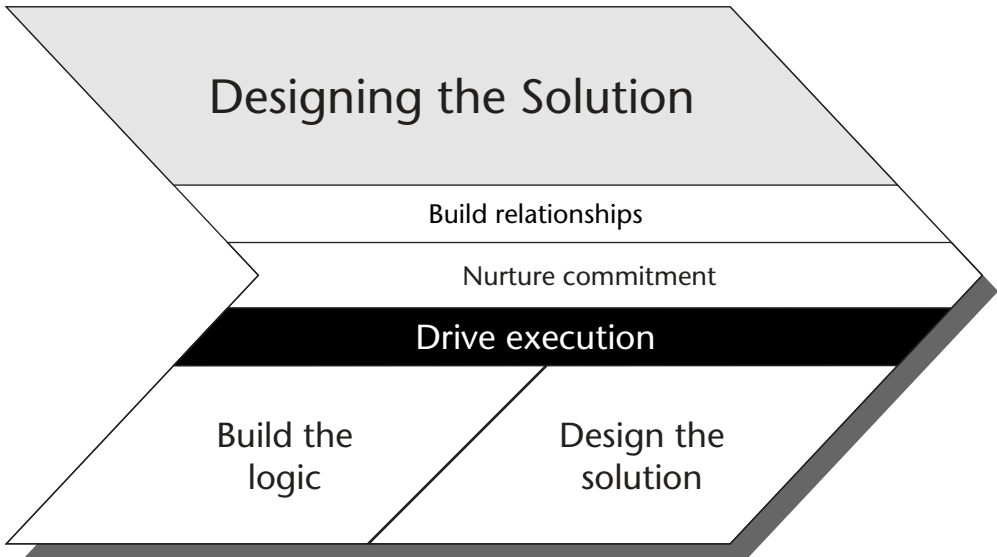 Designing the Solution
Build relationships
Nurture commitment
Drive execution
Build the
logic
Design the
solution